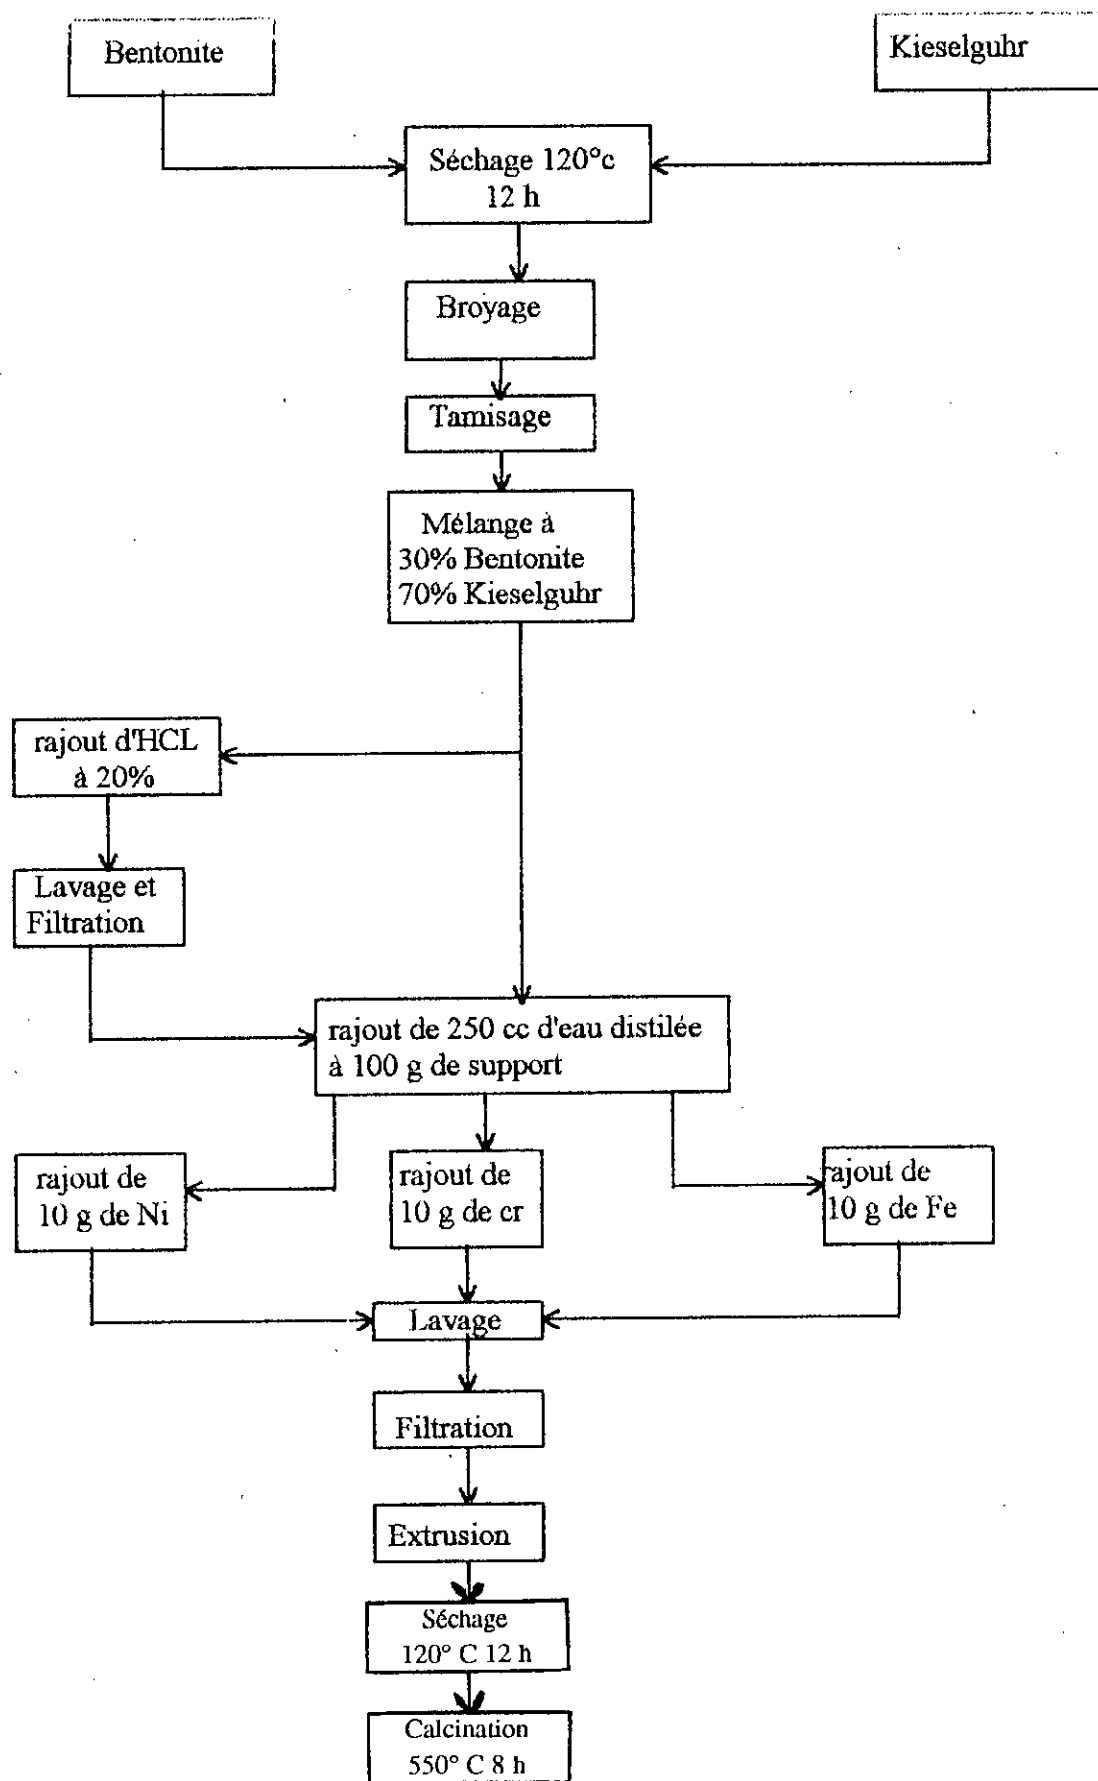 Bentonite
Kieselguhr
Séchage 120°c
12 h
Broyage
Tamisage
Mélange à
30% Bentonite
70% Kieselguhr
rajout d'HCL
à 20%
Lavage et
Filtration
rajout de 250 cc d'eau distilée
à 100 g de support
rajout de
10 g de Ni
rajout de
10 g de cr
rajout de
10 g de Fe
Lavage
Filtration
Extrusion
Séchage
120° C 12 h
Calcination
550° C 8 h